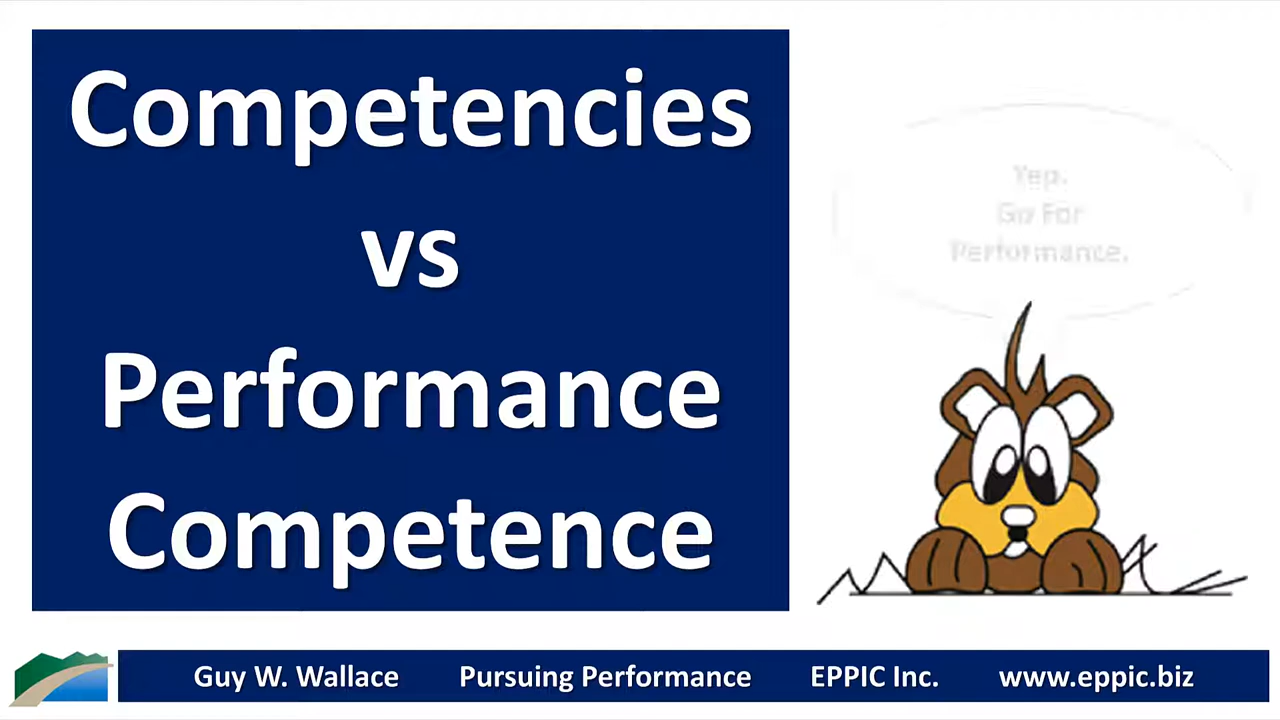 Competencies
vs
Performance
Competence
Yep.
Go For
Performance.
Guy W. Wallace Pursuing Performance EPPIC Inc. www.eppic.biz